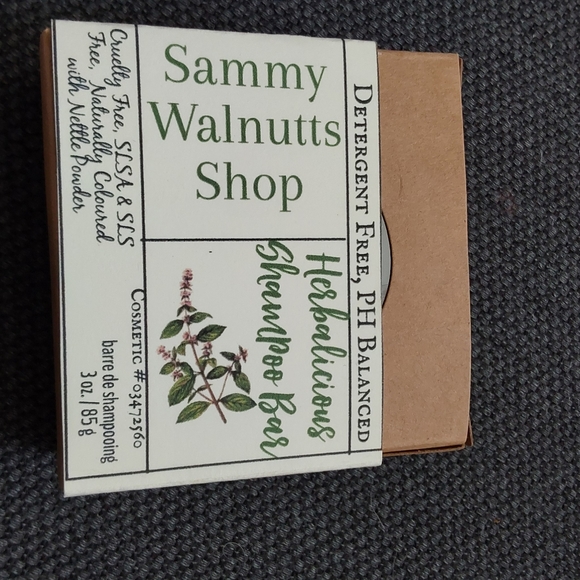 Sammy
Walnutts
Shop
DETERGENT FREE, PH BALANCED
Herbalicious
Shampoo Bar
Cruelty Free, SLSA & SLS
Free, Naturally Coloured
with Nettle Powder
COSMETIC #03472560
barre de shampooing
3 oz. / 85g